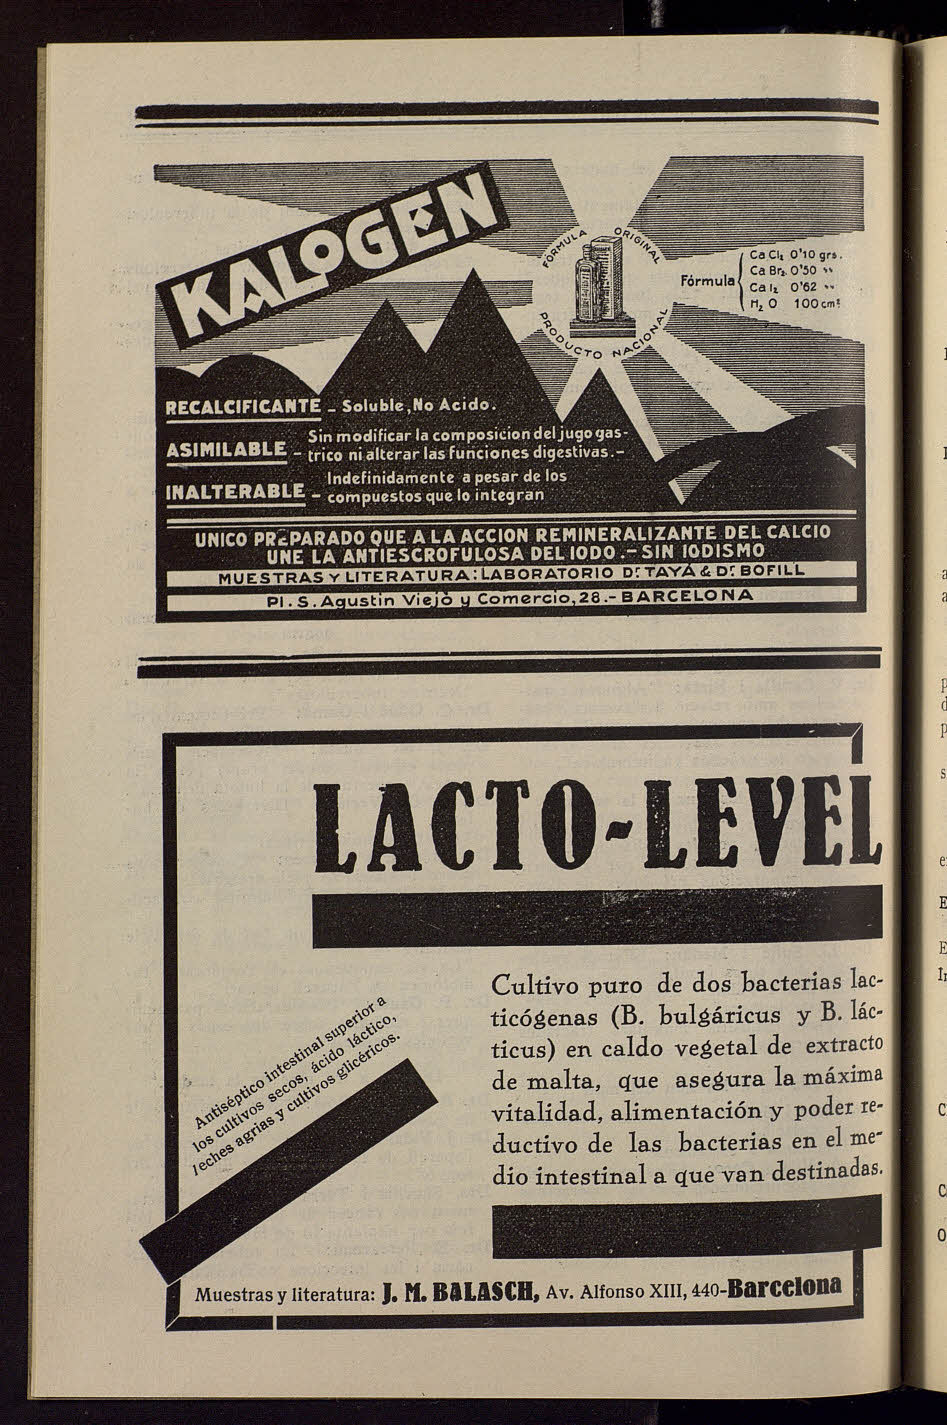 KALOGEN
FÓRMULA ORIGINAL
PRODUCTO NACIONAL
Fórmula
Ca Cl₂ 0'10 grs.
Ca Br₂ 0'50 "
Ca I₂ 0'62 "
H₂ O 100 cm³
RECALCIFICANTE - Soluble, No Acido.
ASIMILABLE - Sin modificar la composicion del jugo gas-
trico ni alterar las funciones digestivas.-
INALTERABLE - Indefinidamente a pesar de los
compuestos que lo integran
UNICO PREPARADO QUE A LA ACCION REMINERALIZANTE DEL CALCIO
UNE LA ANTIESCROFULOSA DEL IODO.- SIN IODISMO
MUESTRAS Y LITERATURA: LABORATORIO Dr. TAYÁ & Dr. BOFILL
Pl. S. Agustin Viejo y Comercio, 28.- BARCELONA
LACTO-LEVEL
Cultivo puro de dos bacterias lac-
ticógenas (B. bulgáricus y B. lác-
ticus) en caldo vegetal de extracto
de malta, que asegura la máxima
vitalidad, alimentación y poder re-
ductivo de las bacterias en el me-
dio intestinal a que van destinadas.
Antiséptico intestinal superior a
los cultivos secos, ácido láctico,
leches agrias y cultivos glicéricos.
Muestras y literatura: J. M. BALASCH, Av. Alfonso XIII, 440-Barcelona